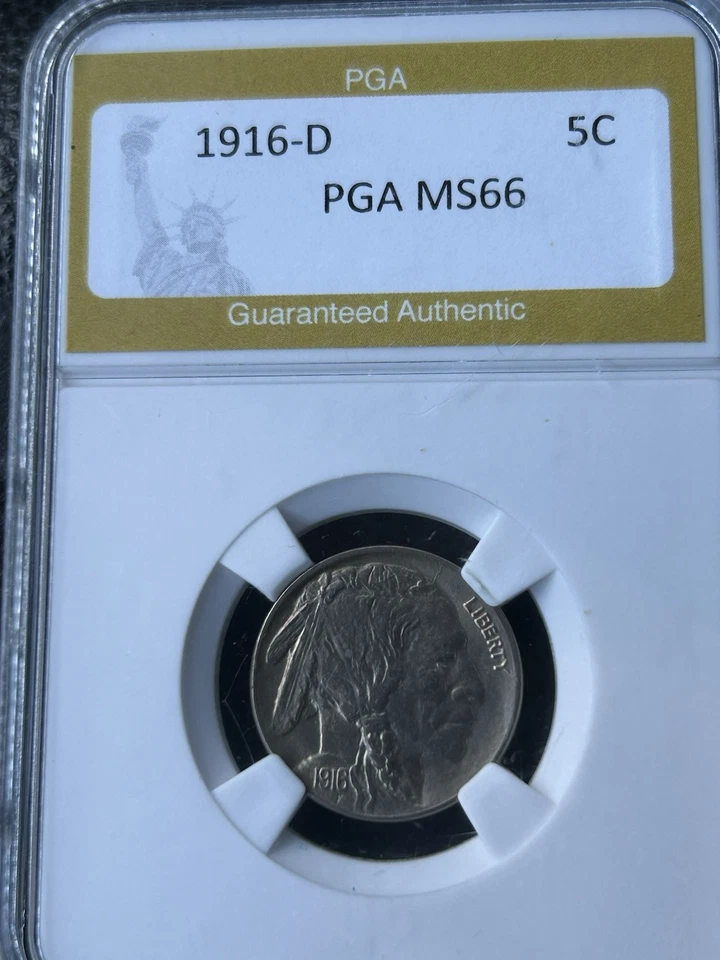 PGA
1916-D 5C
PGA MS66
Guaranteed Authentic
LIBERTY
1916
F